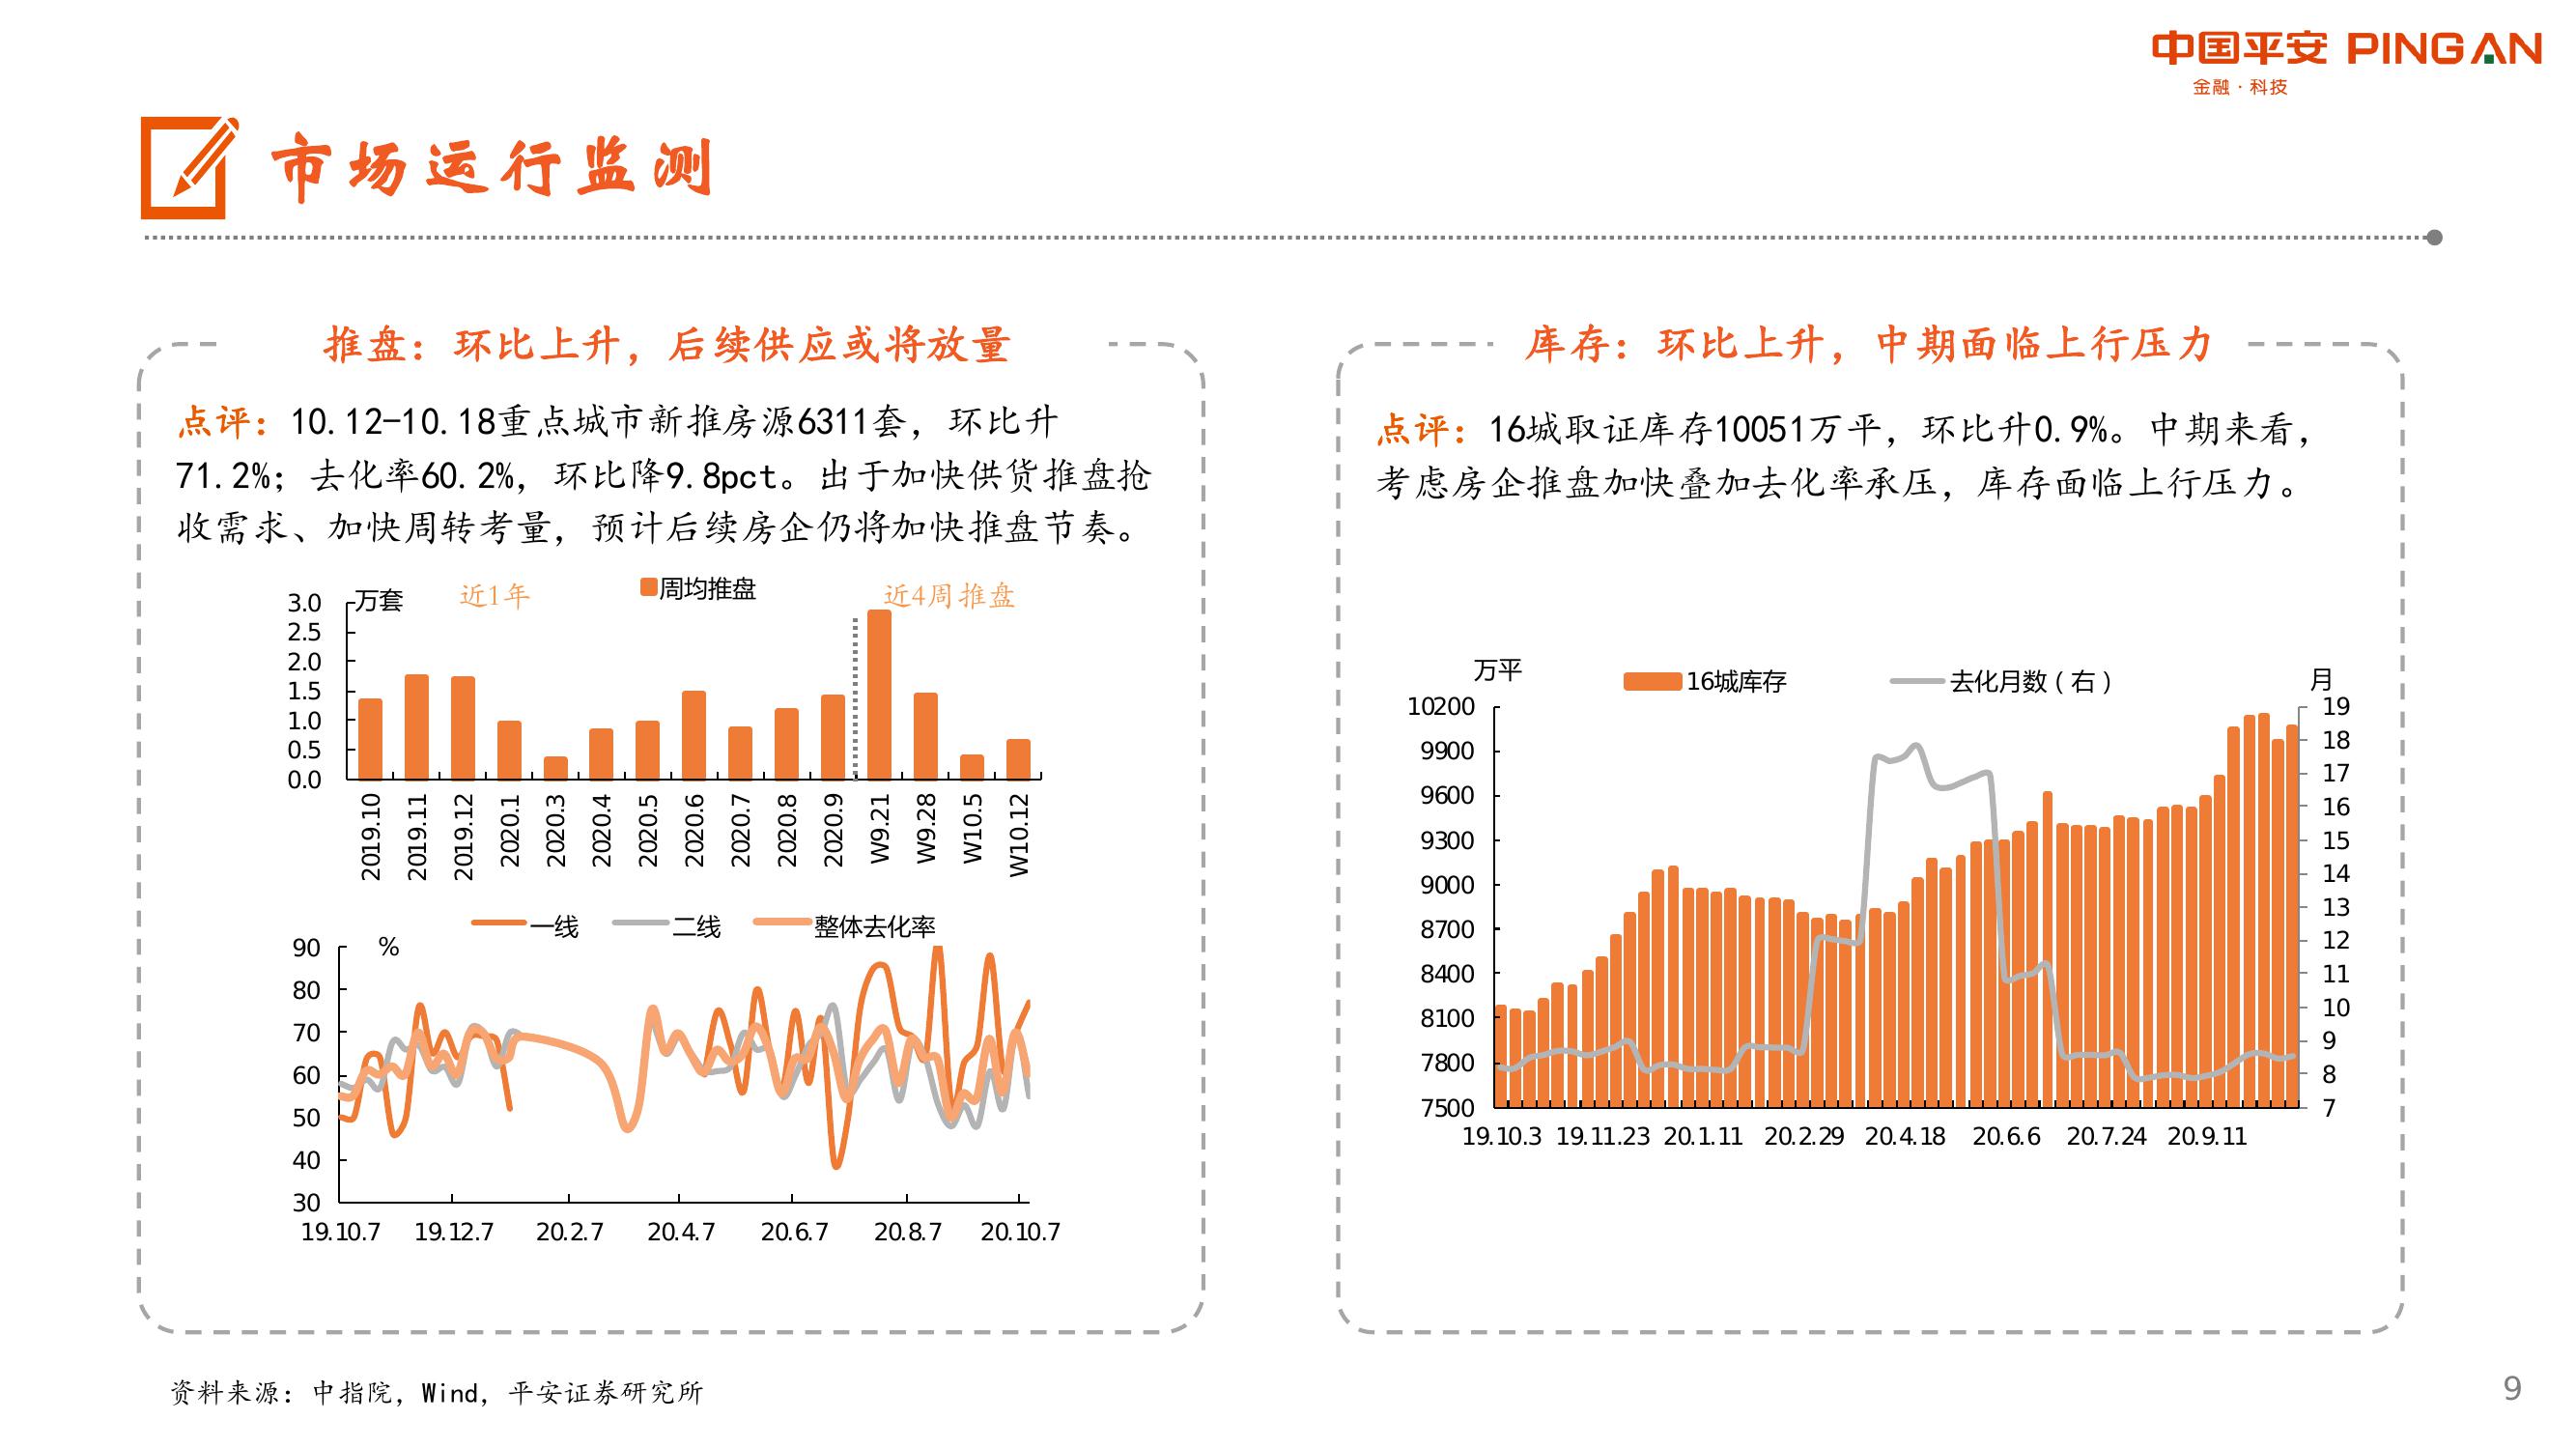 中国平安 PINGAN
金融·科技
市场运行监测
推盘：环比上升，后续供应或将放量
点评：10.12-10.18重点城市新推房源6311套，环比升
71.2%；去化率60.2%，环比降9.8pct。出于加快供货推盘抢
收需求、加快周转考量，预计后续房企仍将加快推盘节奏。
万套
近1年
周均推盘
近4周推盘
3.0
2.5
2.0
1.5
1.0
0.5
0.0
2019.10
2019.11
2019.12
2020.1
2020.3
2020.4
2020.5
2020.6
2020.7
2020.8
2020.9
W9.21
W9.28
W10.5
W10.12
一线
二线
整体去化率
%
90
80
70
60
50
40
30
19.10.7
19.12.7
20.2.7
20.4.7
20.6.7
20.8.7
20.10.7
库存：环比上升，中期面临上行压力
点评：16城取证库存10051万平，环比升0.9%。中期来看，
考虑房企推盘加快叠加去化率承压，库存面临上行压力。
万平
16城库存
去化月数（右）
月
10200
9900
9600
9300
9000
8700
8400
8100
7800
7500
19
18
17
16
15
14
13
12
11
10
9
8
7
19.10.3
19.11.23
20.1.11
20.2.29
20.4.18
20.6.6
20.7.24
20.9.11
资料来源：中指院，Wind，平安证券研究所
9